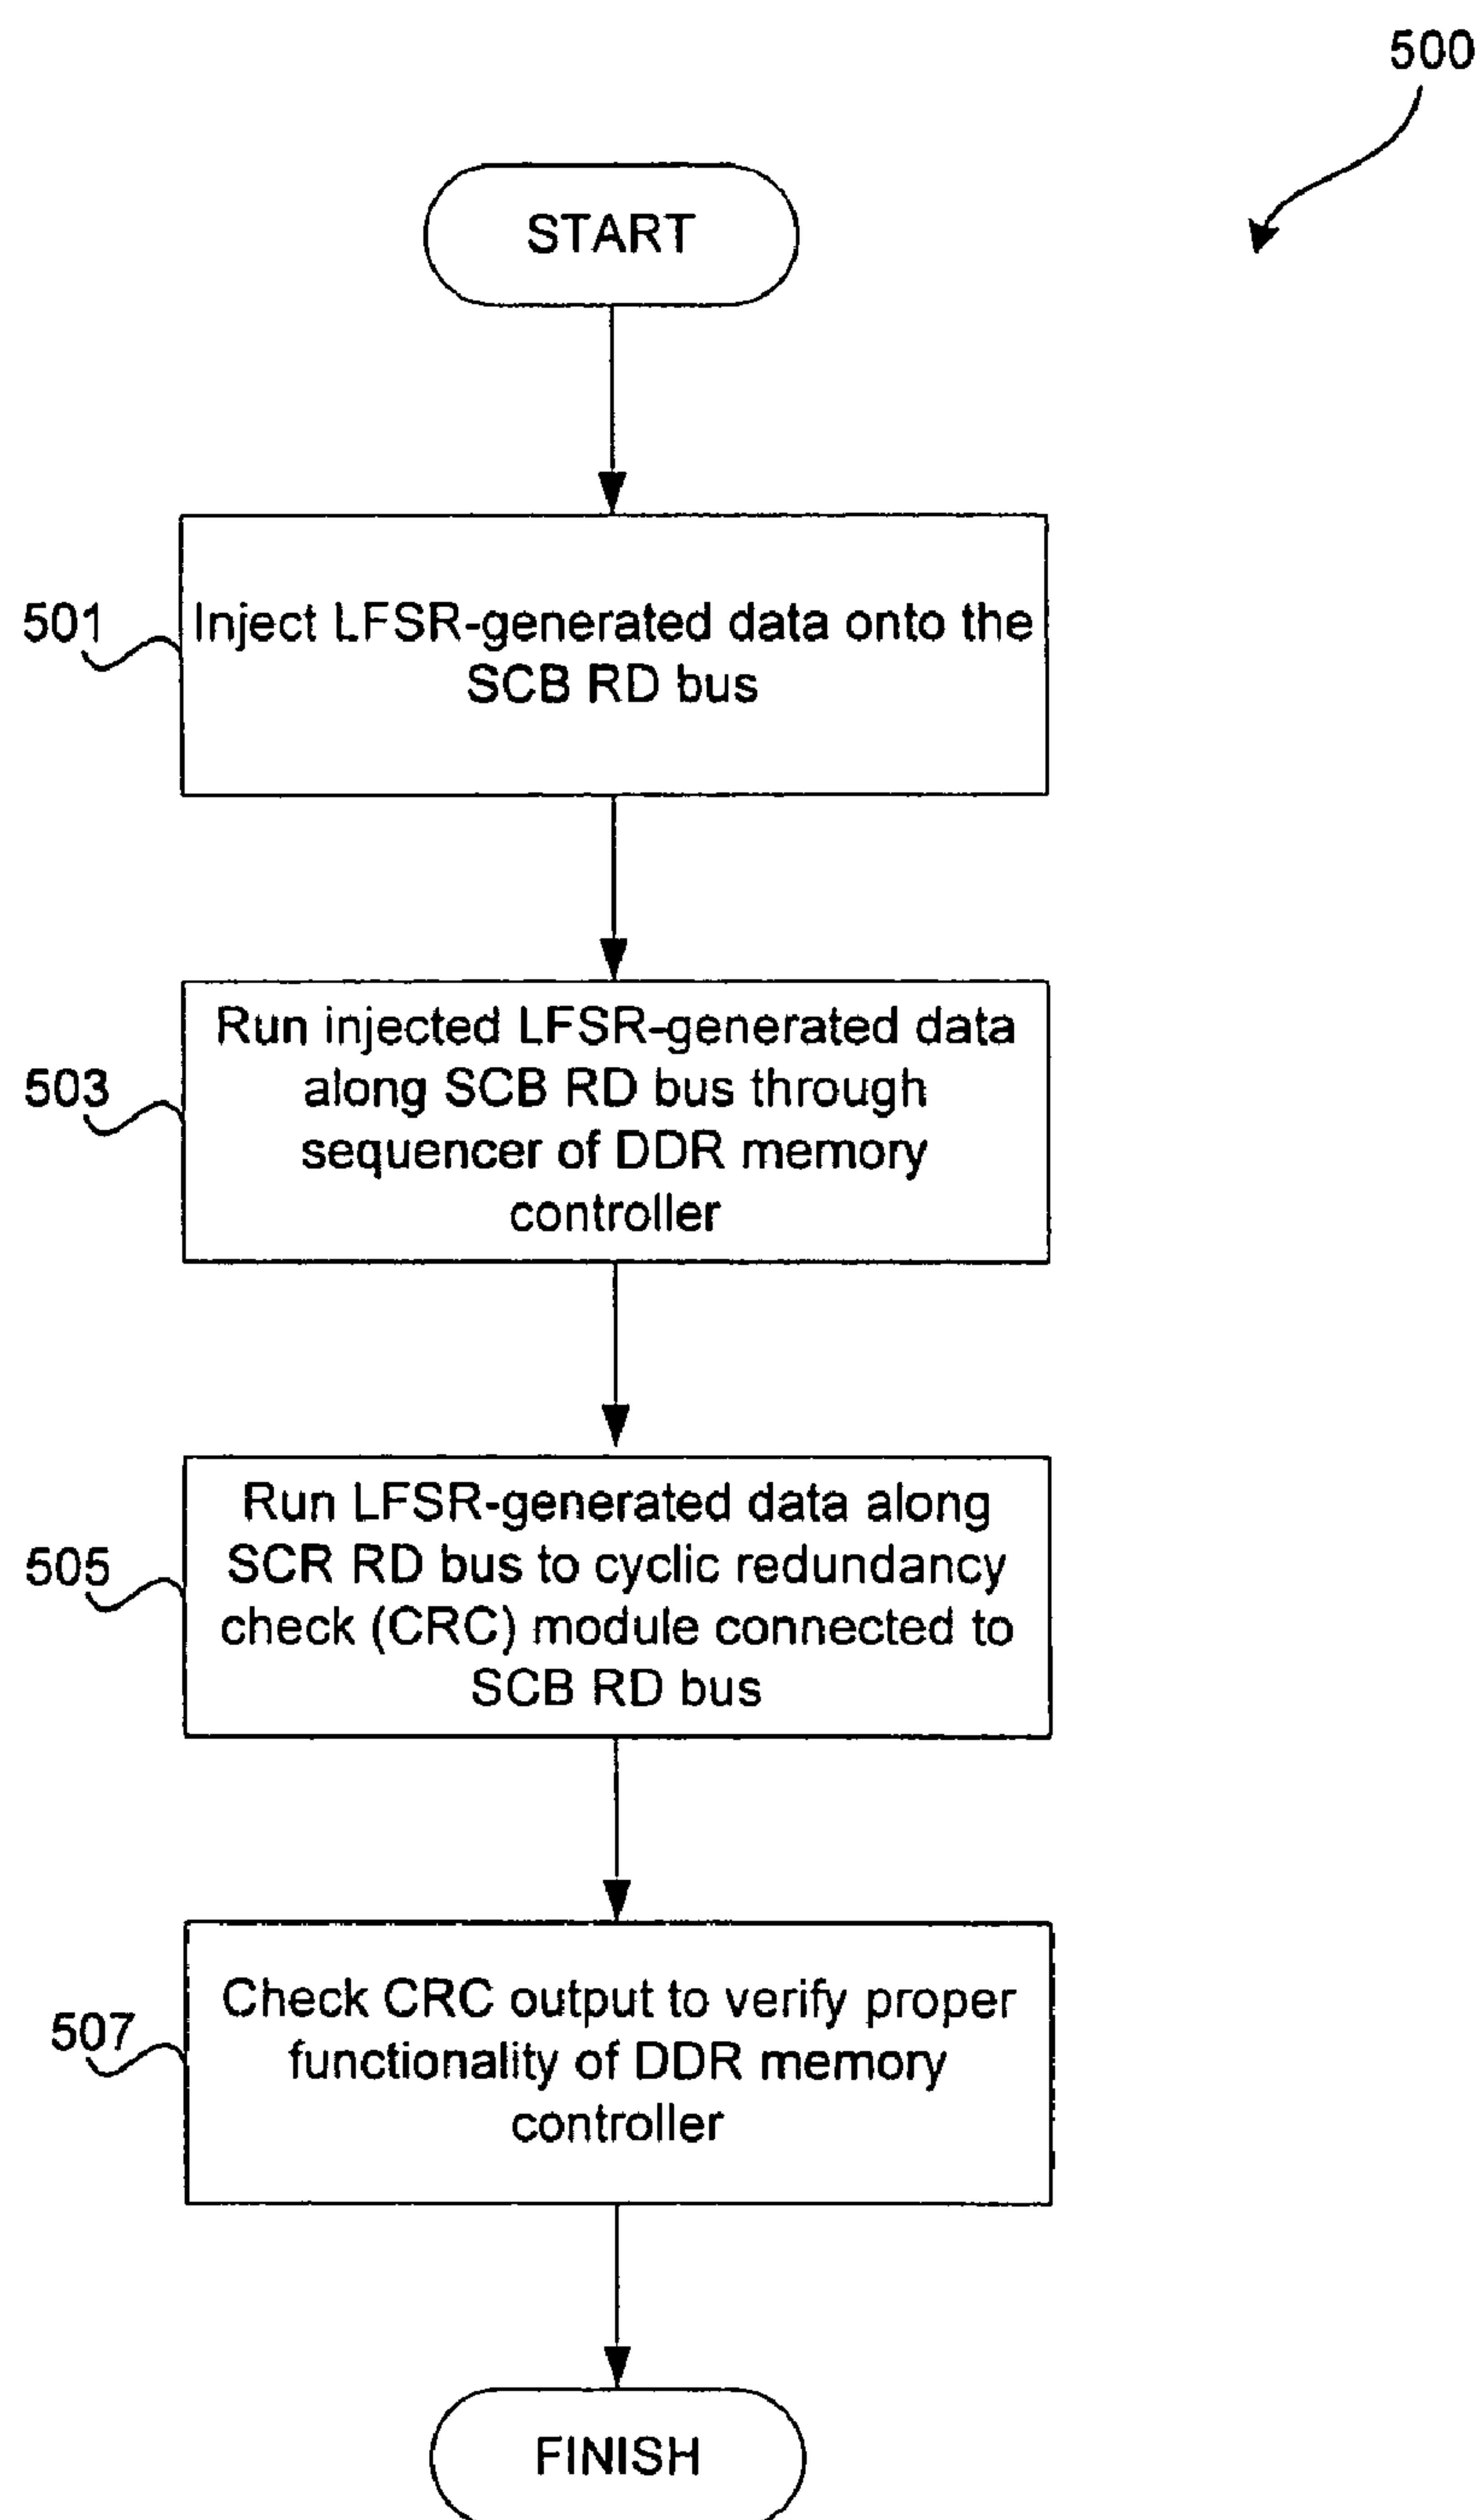 500
START
501
Inject LFSR-generated data onto the
SCB RD bus
503
Run injected LFSR-generated data
along SCB RD bus through
sequencer of DDR memory
controller
505
Run LFSR-generated data along
SCR RD bus to cyclic redundancy
check (CRC) module connected to
SCB RD bus
507
Check CRC output to verify proper
functionality of DDR memory
controller
FINISH